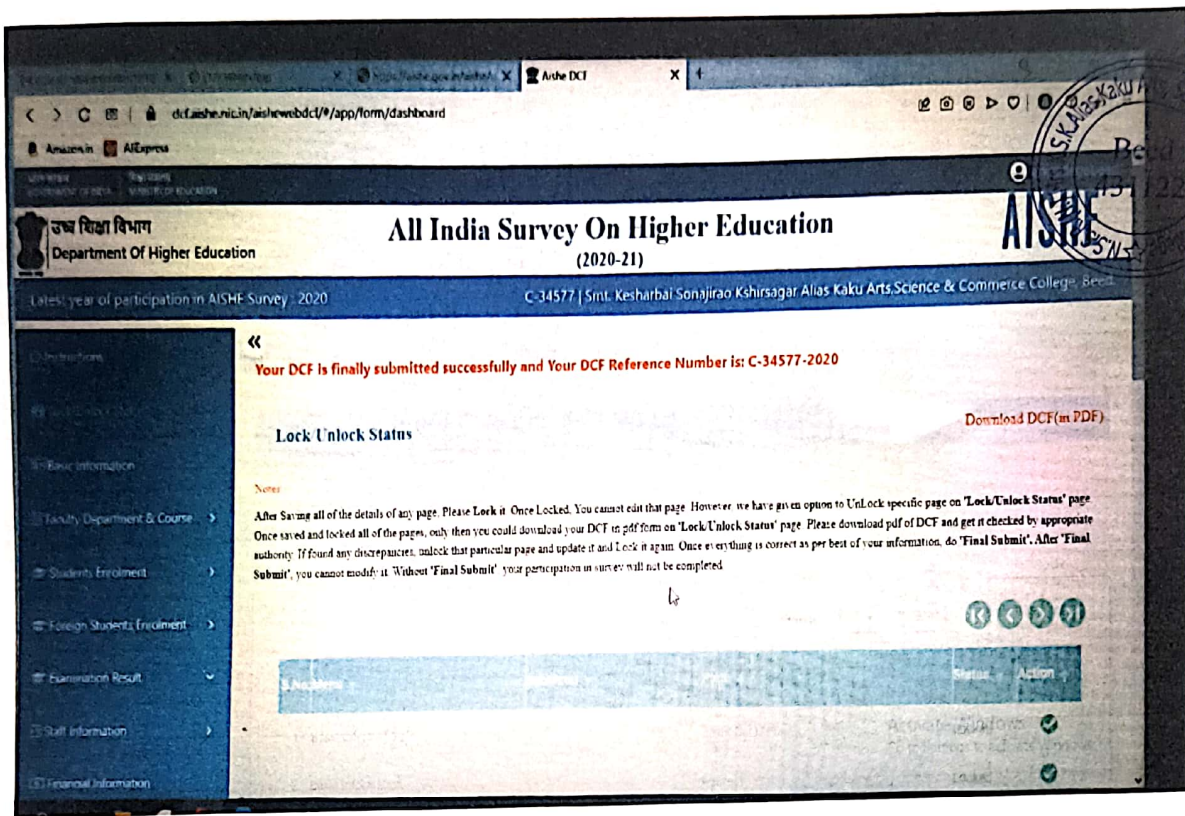 Aishe DCF
dcf.aishe.nic.in/aishewebdcf/#/app/form/dashboard
Amazon.in AliExpress
GOVERNMENT OF INDIA MINISTRY OF EDUCATION
उच्च शिक्षा विभाग
Department Of Higher Education
All India Survey On Higher Education
(2020-21)
AISHE
S.K.Alias,Kaku
Beed
Latest year of participation in AISHE Survey : 2020
C-34577 | Smt. Kesharbai Sonajirao Kshirsagar Alias Kaku Arts,Science & Commerce College, Beed
Instructions
Your DCF is finally submitted successfully and Your DCF Reference Number is: C-34577-2020
Download DCF(in PDF)
Lock/Unlock Status
Basic Information
Notes
After Saving all of the details of any page, Please Lock it. Once Locked, You cannot edit that page. However, we have given option to UnLock specific page on 'Lock/Unlock Status' page.
Once saved and locked all of the pages, only then you could download your DCF in pdf form on 'Lock/Unlock Status' page. Please download pdf of DCF and get it checked by appropriate
authority. If found any discrepancies, unlock that particular page and update it and Lock it again. Once everything is correct as per best of your information, do 'Final Submit'. After 'Final
Submit', you cannot modify it. Without 'Final Submit' your participation in survey will not be completed
Faculty Department & Course
Students Enrolment
Foreign Students Enrolment
Examination Result
Status Action
Staff Information
Financial Information